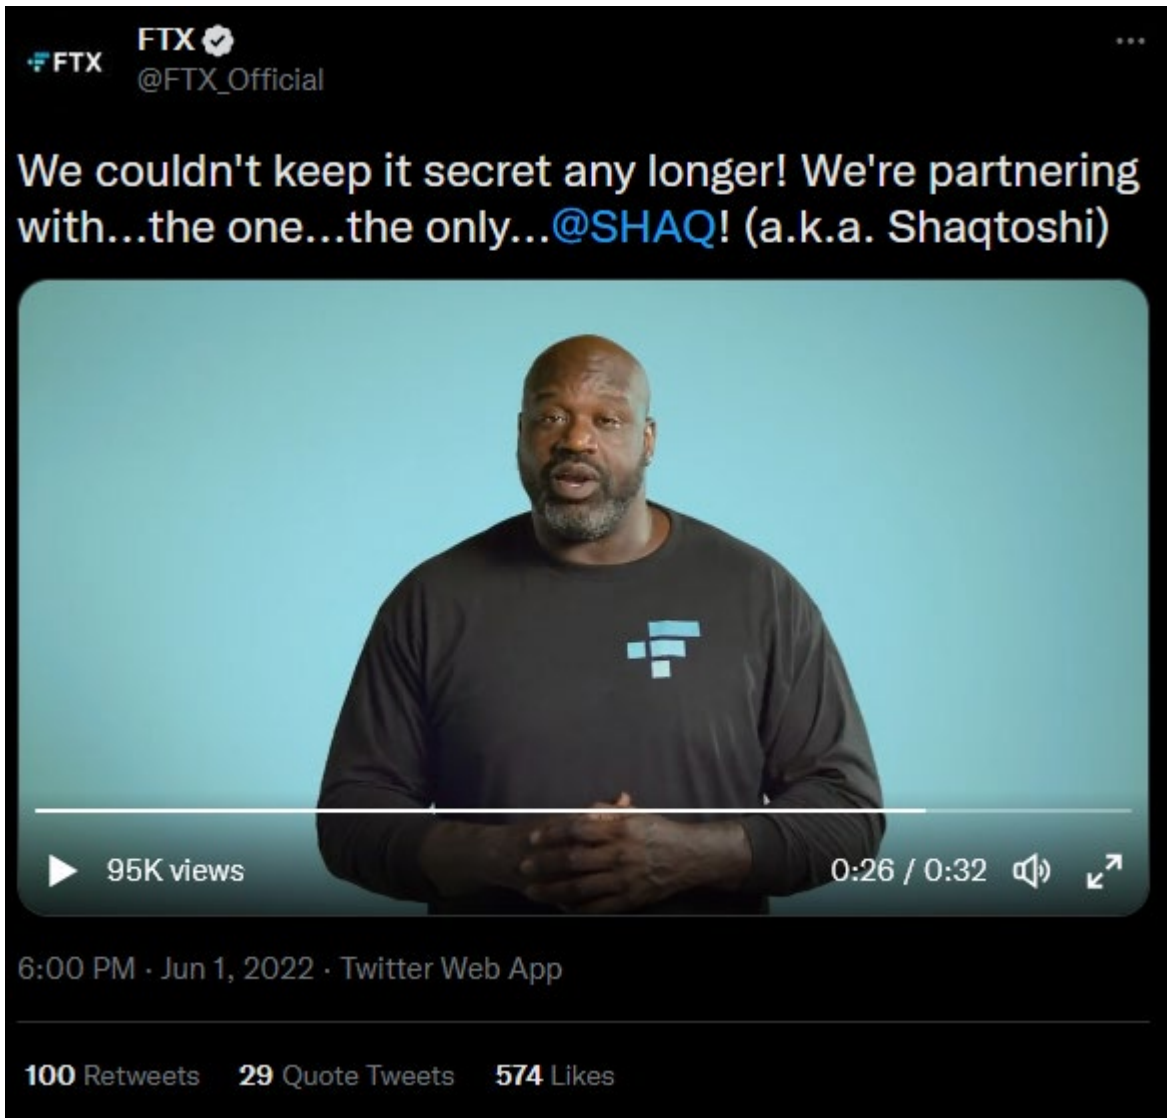 FTX
FTX
@FTX_Official
We couldn't keep it secret any longer! We're partnering
with...the one...the only...@SHAQ! (a.k.a. Shaqtoshi)
95K views
0:26 / 0:32
6:00 PM · Jun 1, 2022 · Twitter Web App
100 Retweets 29 Quote Tweets 574 Likes